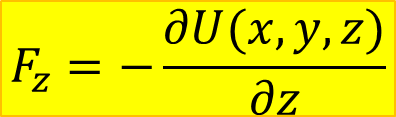 F_z = − ∂U(x, y, z) / ∂z